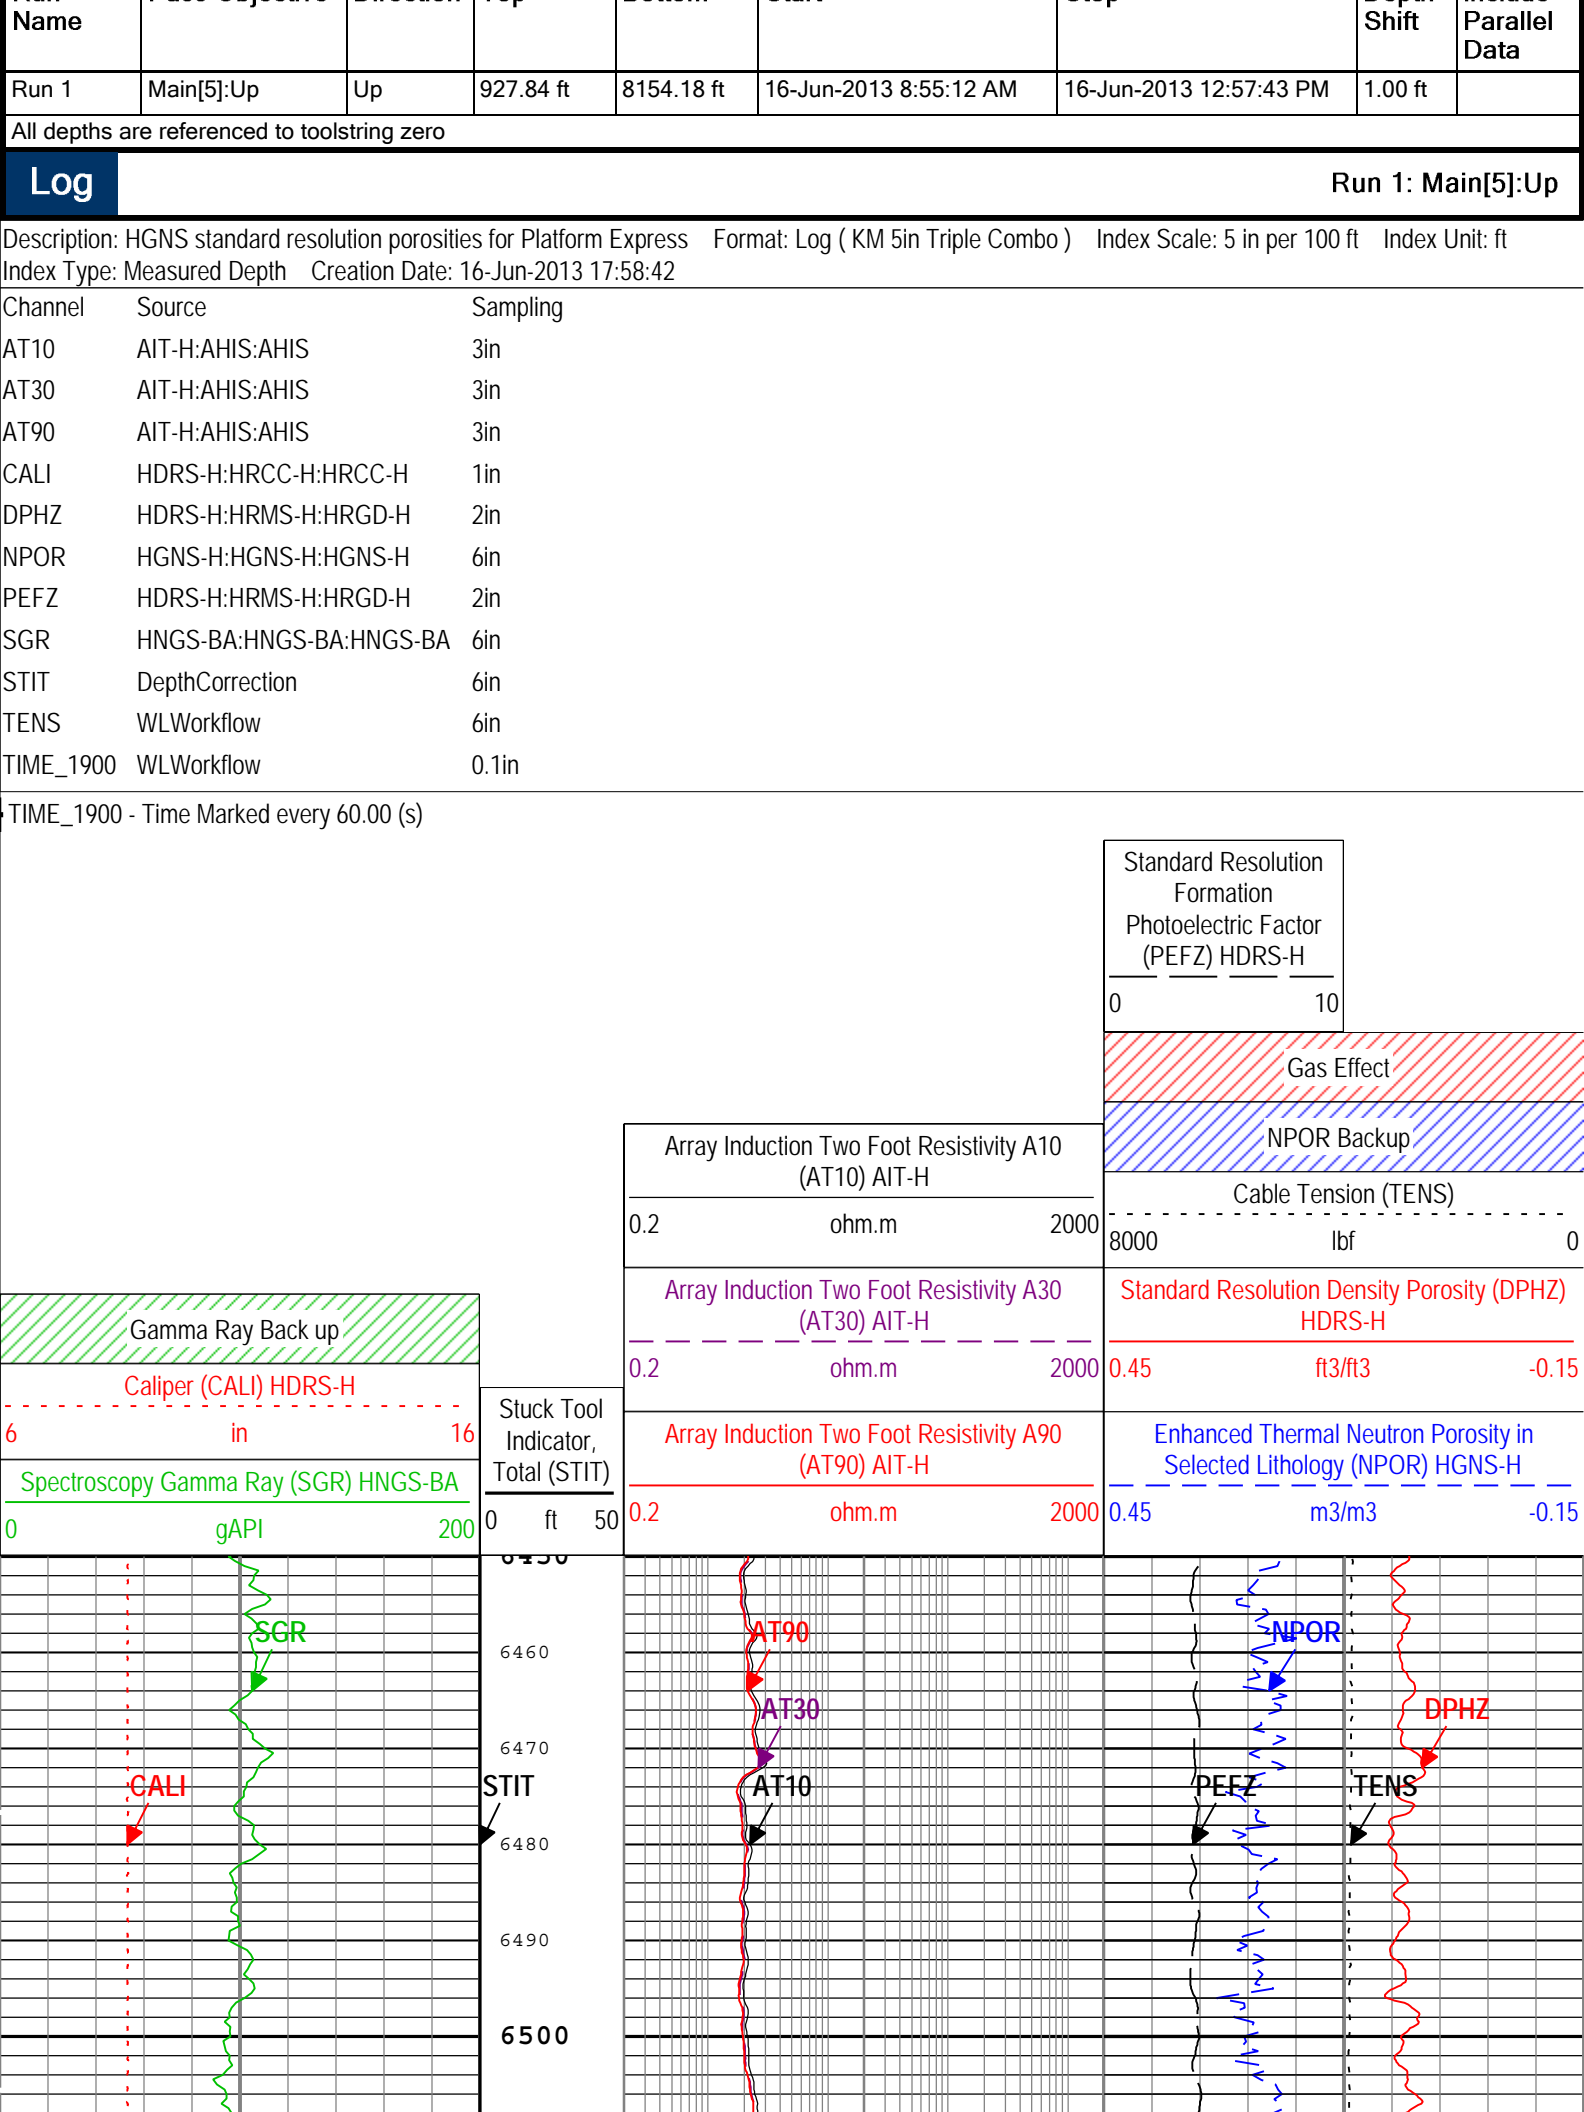 Name Shift Parallel
Data
Run 1 Main[5]:Up Up 927.84 ft 8154.18 ft 16-Jun-2013 8:55:12 AM 16-Jun-2013 12:57:43 PM 1.00 ft
All depths are referenced to toolstring zero
Log Run 1: Main[5]:Up
Description: HGNS standard resolution porosities for Platform Express Format: Log ( KM 5in Triple Combo ) Index Scale: 5 in per 100 ft Index Unit: ft
Index Type: Measured Depth Creation Date: 16-Jun-2013 17:58:42
Channel Source Sampling
AT10 AIT-H:AHIS:AHIS 3in
AT30 AIT-H:AHIS:AHIS 3in
AT90 AIT-H:AHIS:AHIS 3in
CALI HDRS-H:HRCC-H:HRCC-H 1in
DPHZ HDRS-H:HRMS-H:HRGD-H 2in
NPOR HGNS-H:HGNS-H:HGNS-H 6in
PEFZ HDRS-H:HRMS-H:HRGD-H 2in
SGR HNGS-BA:HNGS-BA:HNGS-BA 6in
STIT DepthCorrection 6in
TENS WLWorkflow 6in
TIME_1900 WLWorkflow 0.1in
TIME_1900 - Time Marked every 60.00 (s)
Standard Resolution
Formation
Photoelectric Factor
(PEFZ) HDRS-H
0 10
Gas Effect
NPOR Backup
Cable Tension (TENS)
8000 lbf 0
Standard Resolution Density Porosity (DPHZ)
HDRS-H
0.45 ft3/ft3 -0.15
Enhanced Thermal Neutron Porosity in
Selected Lithology (NPOR) HGNS-H
0.45 m3/m3 -0.15
Array Induction Two Foot Resistivity A10
(AT10) AIT-H
0.2 ohm.m 2000
Array Induction Two Foot Resistivity A30
(AT30) AIT-H
0.2 ohm.m 2000
Array Induction Two Foot Resistivity A90
(AT90) AIT-H
0.2 ohm.m 2000
Stuck Tool
Indicator,
Total (STIT)
0 ft 50
Gamma Ray Back up
Caliper (CALI) HDRS-H
6 in 16
Spectroscopy Gamma Ray (SGR) HNGS-BA
0 gAPI 200
SGR AT90 NPOR
6460
AT30 DPHZ
6470
CALI STIT AT10 PEFZ TENS
6480
6490
6500